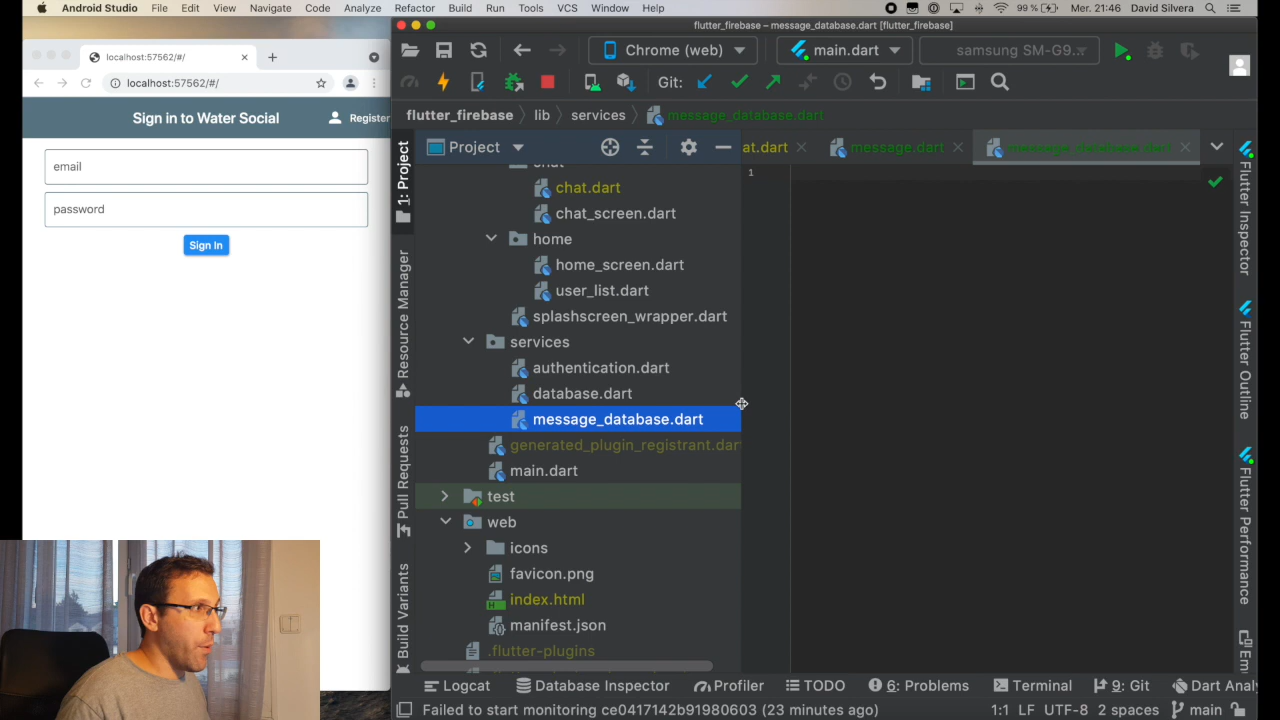 Android Studio File Edit View Navigate Code Analyze Refactor Build Run Tools VCS Window Help 99 % Mer. 21:46 David Silvera
flutter_firebase – message_database.dart [flutter_firebase]
localhost:57562/#/
localhost:57562/#/
Sign in to Water Social
Register
email
password
Sign In
Chrome (web)
main.dart
samsung SM-G9...
Git:
flutter_firebase
lib
services
message_database.dart
1: Project
Resource Manager
Pull Requests
Build Variants
Project
at.dart
message.dart
message_database.dart
1
chat
chat.dart
chat_screen.dart
home
home_screen.dart
user_list.dart
splashscreen_wrapper.dart
services
authentication.dart
database.dart
message_database.dart
generated_plugin_registrant.dar
main.dart
test
web
icons
favicon.png
index.html
manifest.json
.flutter-plugins
Flutter Inspector
Flutter Outline
Flutter Performance
Em
Logcat
Database Inspector
Profiler
TODO
6: Problems
Terminal
9: Git
Dart Analy
Failed to start monitoring ce0417142b91980603 (23 minutes ago)
1:1 LF UTF-8 2 spaces main